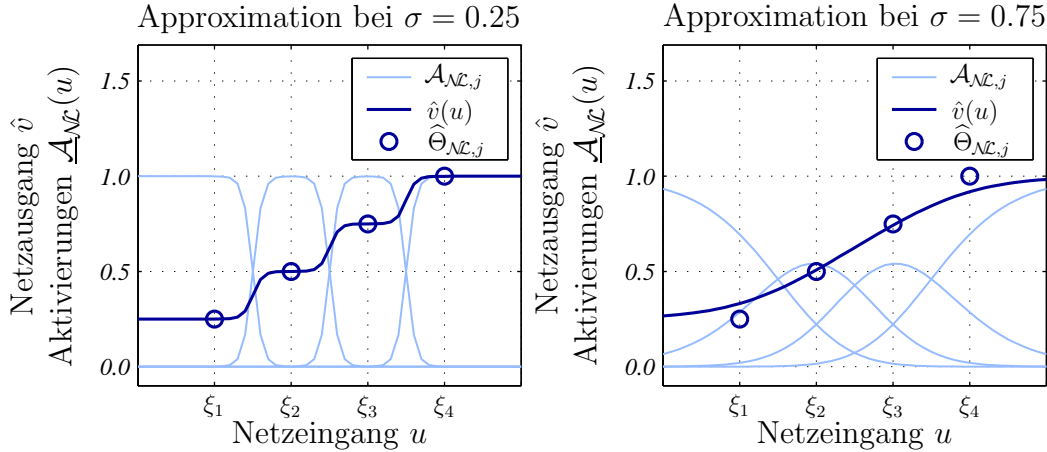 Approximation bei σ = 0.25
Netzausgang v̂
Aktivierungen 𝒜_𝒩ℒ(u)
1.5
1.0
0.5
0.0
𝒜_𝒩ℒ,j
v̂(u)
Θ̂_𝒩ℒ,j
ξ₁ ξ₂ ξ₃ ξ₄
Netzeingang u
Approximation bei σ = 0.75
Netzausgang v̂
Aktivierungen 𝒜_𝒩ℒ(u)
1.5
1.0
0.5
0.0
𝒜_𝒩ℒ,j
v̂(u)
Θ̂_𝒩ℒ,j
ξ₁ ξ₂ ξ₃ ξ₄
Netzeingang u